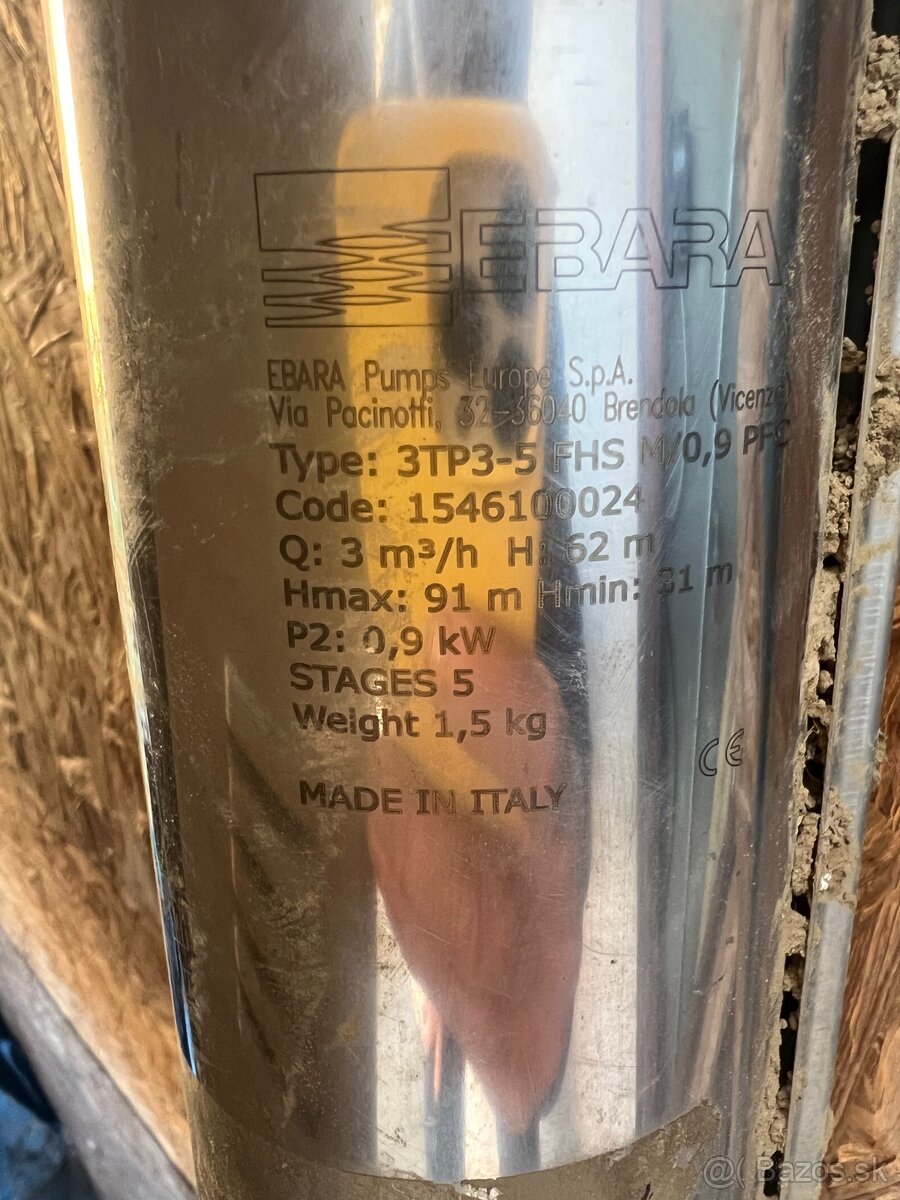 EBARA
EBARA Pumps Europe S.p.A.
Via Pacinotti, 32-36040 Brendola (Vicenza)
Type: 3TP3-5 FHS M/0,9 PFC
Code: 1546100024
Q: 3 m³/h H: 62 m
Hmax: 91 m Hmin: 31 m
P2: 0,9 kW
STAGES 5
Weight 1,5 kg
CE
MADE IN ITALY
@( Bazos.sk